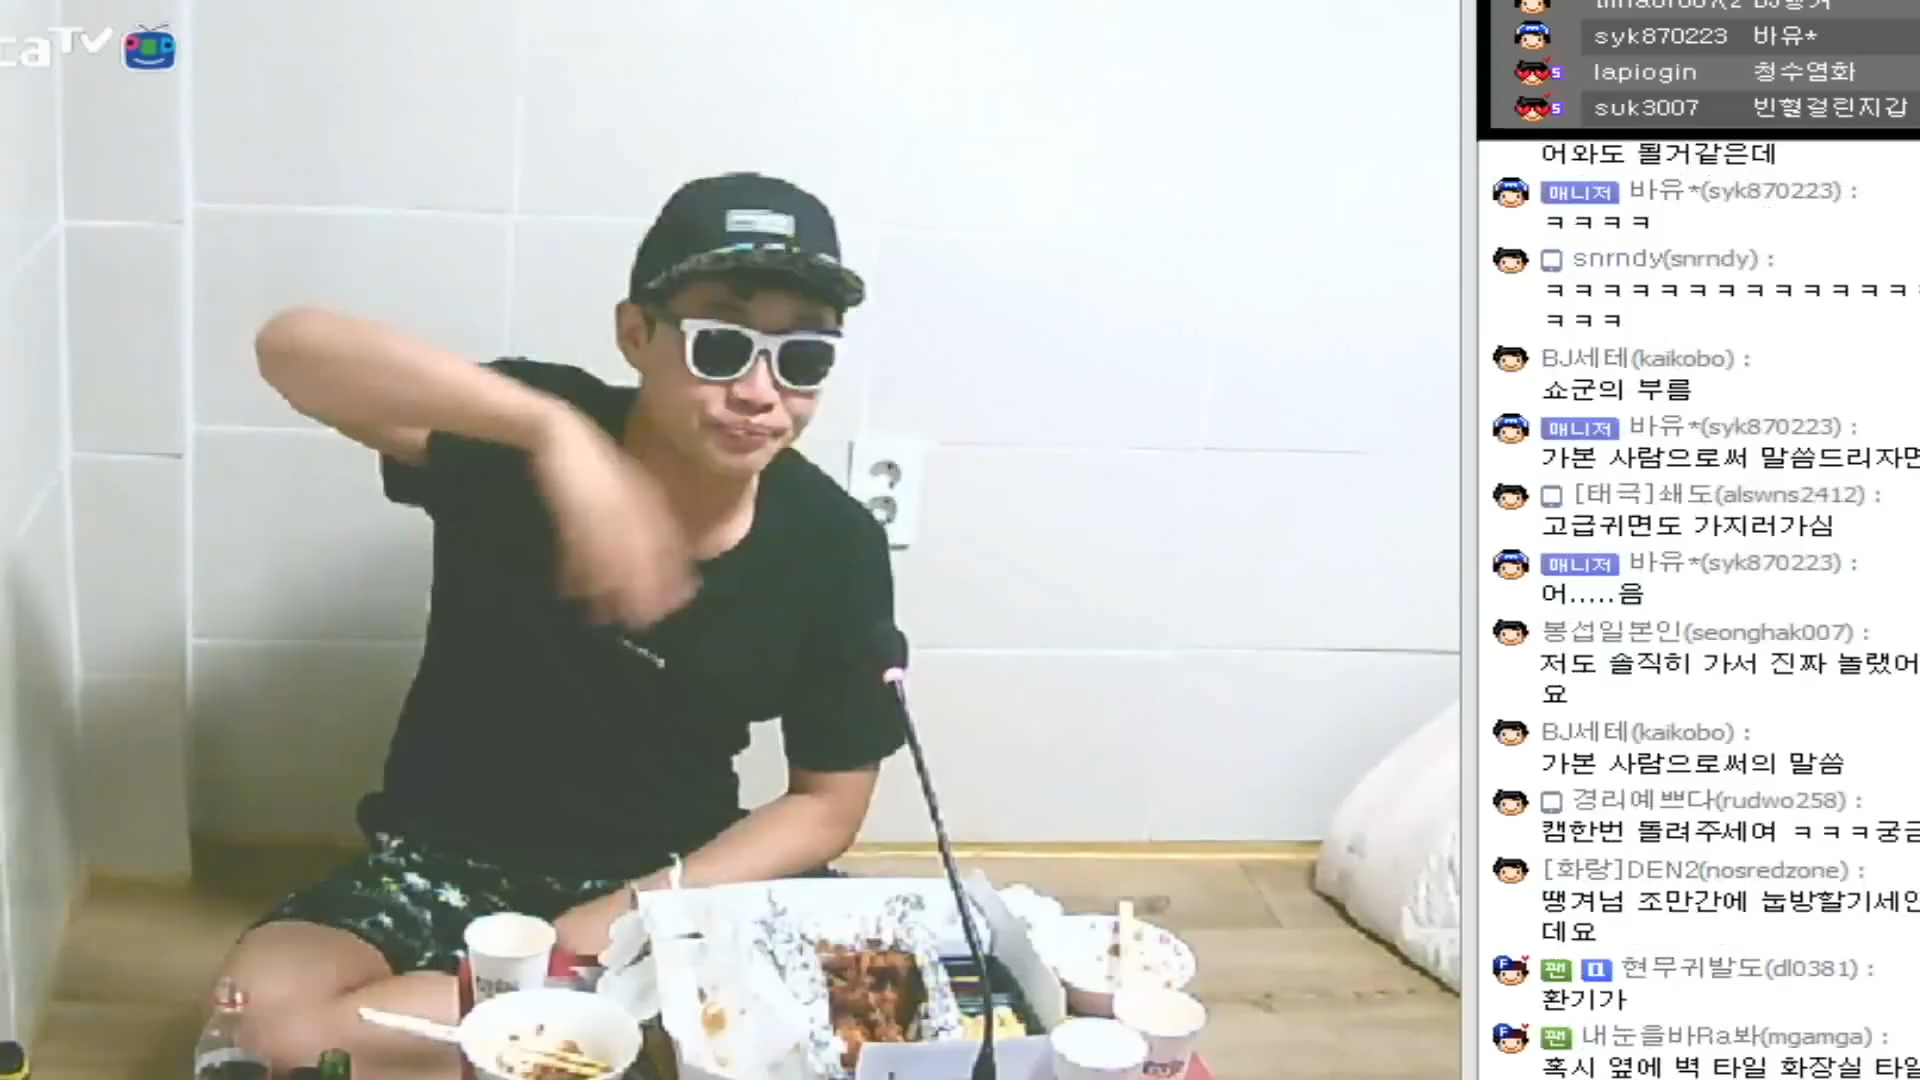 caTV
syk870223 바유*
lapiogin 청수염화
suk3007 빈혈걸린지갑
어와도 될거같은데
매니저 바유*(syk870223) :
ㅋㅋㅋㅋ
snrndy(snrndy) :
ㅋㅋㅋㅋㅋㅋㅋㅋㅋㅋㅋㅋㅋ
ㅋㅋㅋ
BJ세테(kaikobo) :
쇼군의 부름
매니저 바유*(syk870223) :
가본 사람으로써 말씀드리자면
[태극]쇄도(alswns2412) :
고급귀면도 가지러가심
매니저 바유*(syk870223) :
어.....음
봉섭일본인(seonghak007) :
저도 솔직히 가서 진짜 놀랬어
요
BJ세테(kaikobo) :
가본 사람으로써의 말씀
경리예쁘다(rudwo258) :
캠한번 돌려주세여 ㅋㅋㅋ궁금
[화랑]DEN2(nosredzone) :
땡겨님 조만간에 눕방할기세인
데요
팬 현무귀발도(dl0381) :
환기가
팬 내눈을바Ra봐(mgamga) :
혹시 옆에 벽 타일 화장실 타일